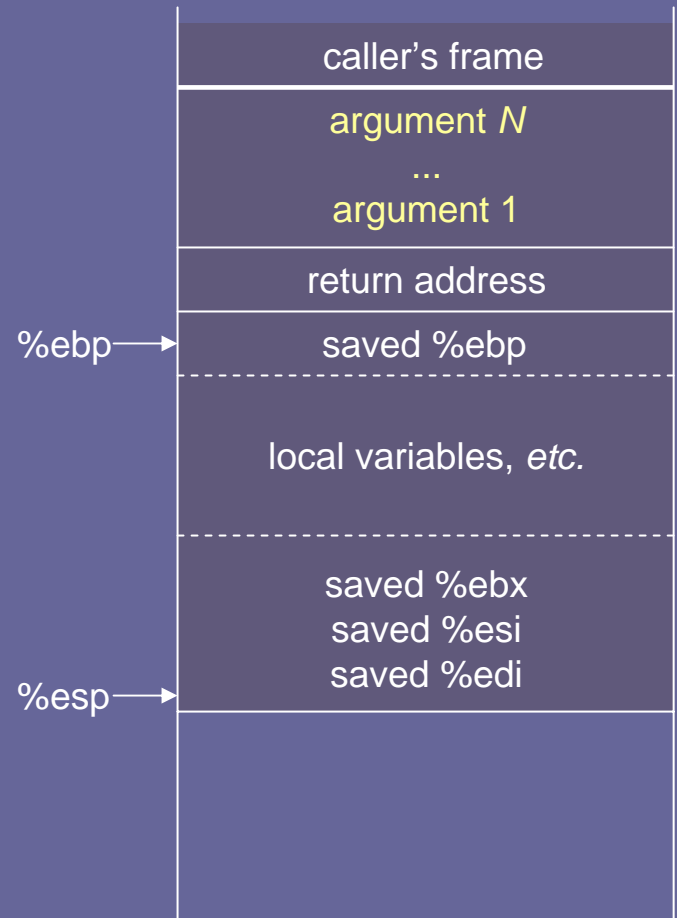 caller’s frame
argument N
...
argument 1
return address
%ebp
saved %ebp
local variables, etc.
saved %ebx
saved %esi
saved %edi
%esp